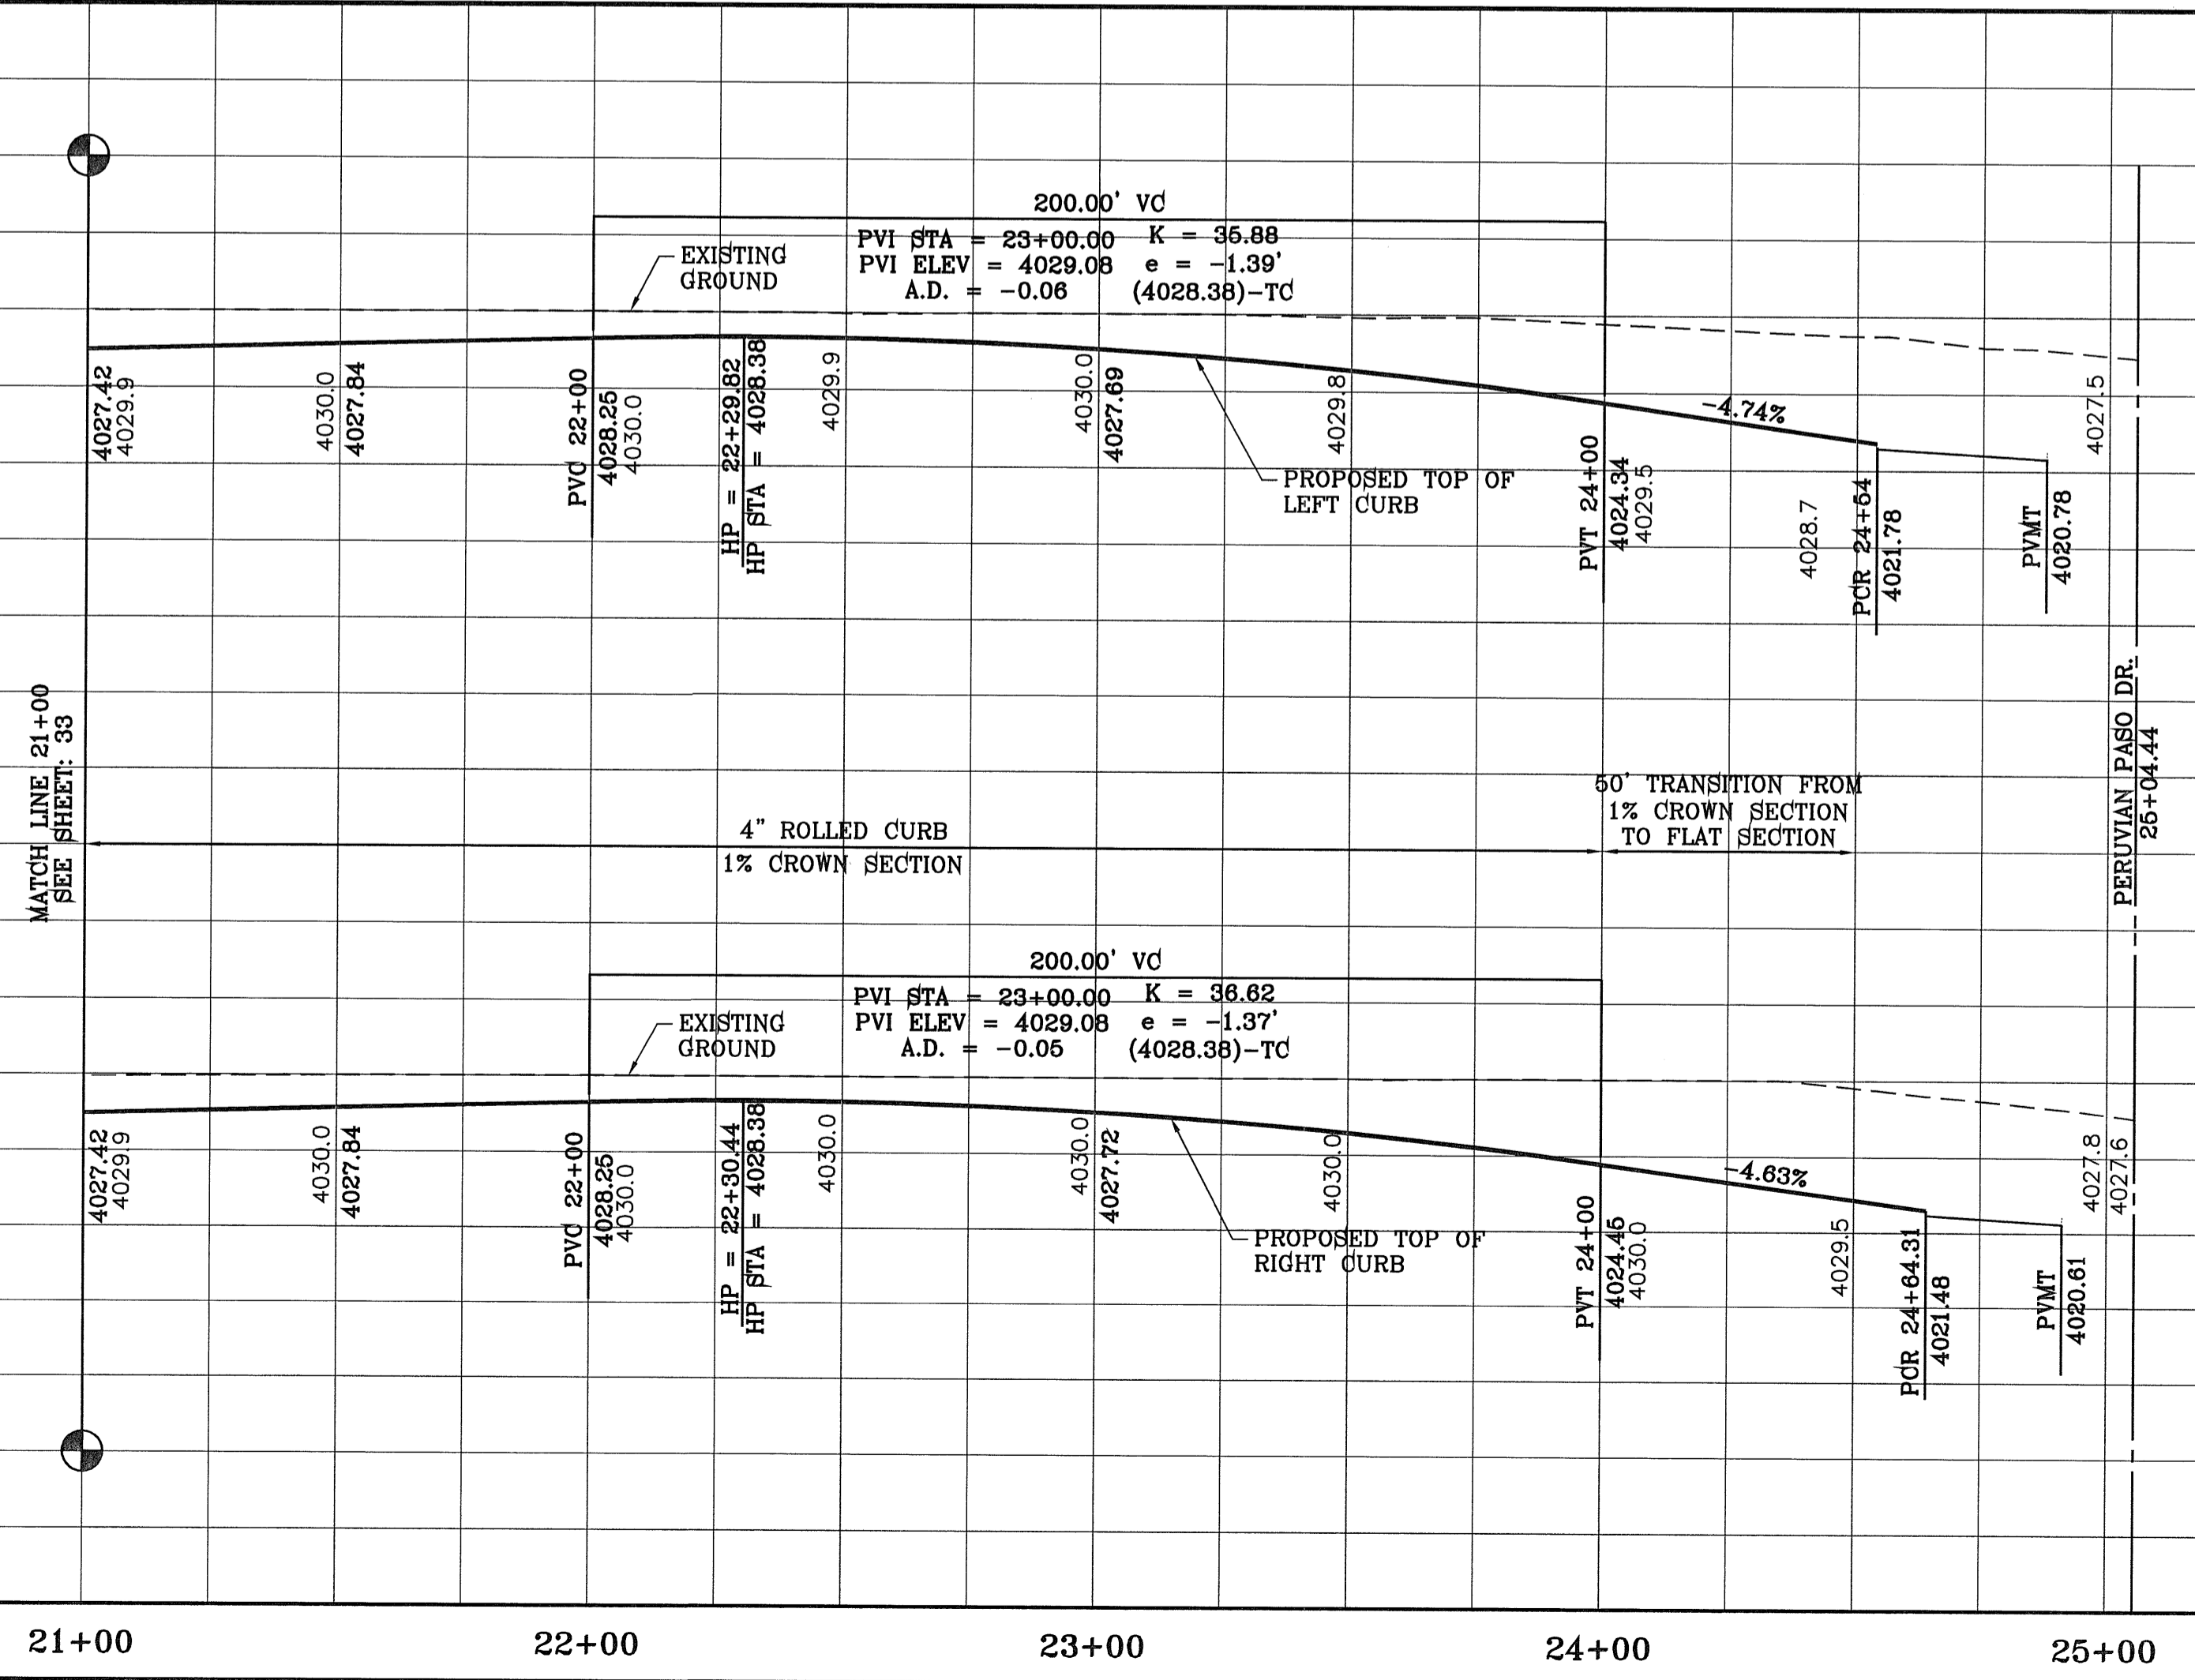 200.00' VC
PVI STA = 23+00.00 K = 35.88
PVI ELEV = 4029.08 e = -1.39'
A.D. = -0.06 (4028.38)-TC
EXISTING
GROUND
4027.42
4029.9
4030.0
4027.84
PVC 22+00
4028.25
4030.0
HP = 22+29.82
HP STA = 4028.38
4029.9
4030.0
4027.69
4029.8
PROPOSED TOP OF
LEFT CURB
PVT 24+00
4024.34
4029.5
-4.74%
4028.7
PCR 24+54
4021.78
PVMT
4020.78
4027.5
MATCH LINE 21+00
SEE SHEET: 33
4" ROLLED CURB
1% CROWN SECTION
50' TRANSITION FROM
1% CROWN SECTION
TO FLAT SECTION
PERUVIAN PASO DR.
25+04.44
200.00' VC
PVI STA = 23+00.00 K = 36.62
PVI ELEV = 4029.08 e = -1.37'
A.D. = -0.05 (4028.38)-TC
EXISTING
GROUND
4027.42
4029.9
4030.0
4027.84
PVC 22+00
4028.25
4030.0
HP = 22+30.44
HP STA = 4028.38
4030.0
4030.0
4027.72
4030.0
PROPOSED TOP OF
RIGHT CURB
PVT 24+00
4024.45
4030.0
-4.63%
4029.5
PCR 24+64.31
4021.48
PVMT
4020.61
4027.8
4027.6
21+00
22+00
23+00
24+00
25+00